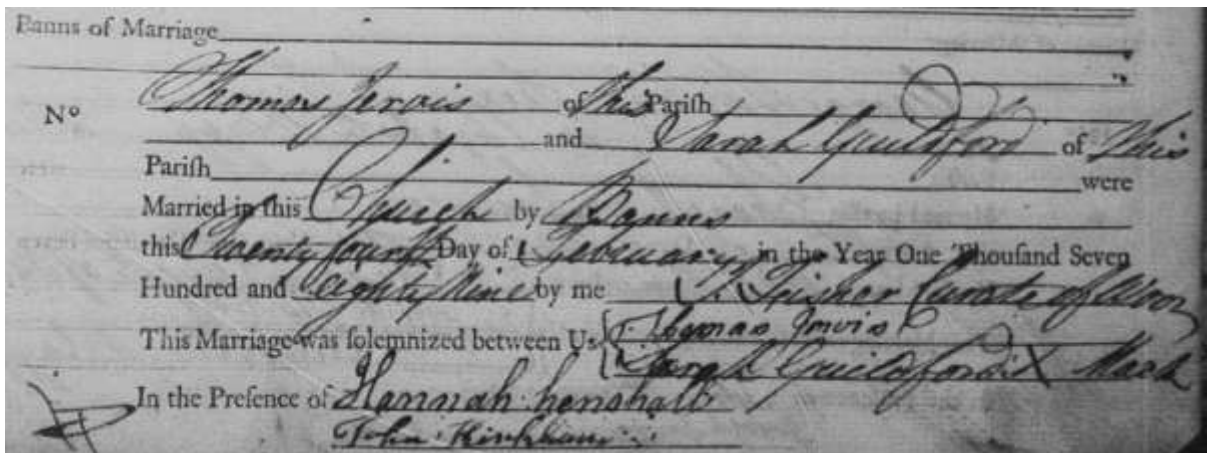 Banns of Marriage
No Thomas Jervis of this Pariſh
and Sarah Guildford of this
Pariſh were
Married in this Church by Banns
this Twenty fourth Day of February in the Year One Thouſand Seven
Hundred and Eighty Nine by me J. Fisher Curate of
This Marriage was ſolemnized between Us Thomas Jervis
Sarah Guildford X Mark
In the Preſence of Hannah henshall
John Kirkham